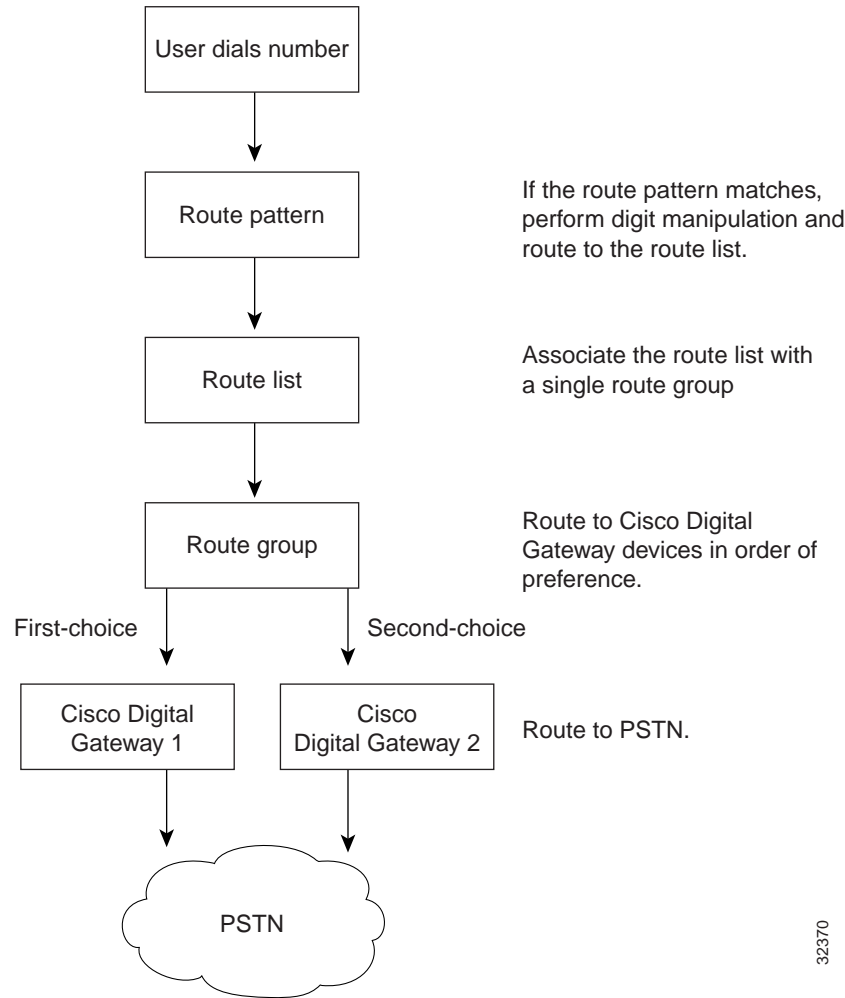 User dials number
Route pattern
If the route pattern matches,
perform digit manipulation and
route to the route list.
Route list
Associate the route list with
a single route group
Route group
Route to Cisco Digital
Gateway devices in order of
preference.
First-choice
Second-choice
Cisco Digital
Gateway 1
Cisco
Digital Gateway 2
Route to PSTN.
PSTN
32370